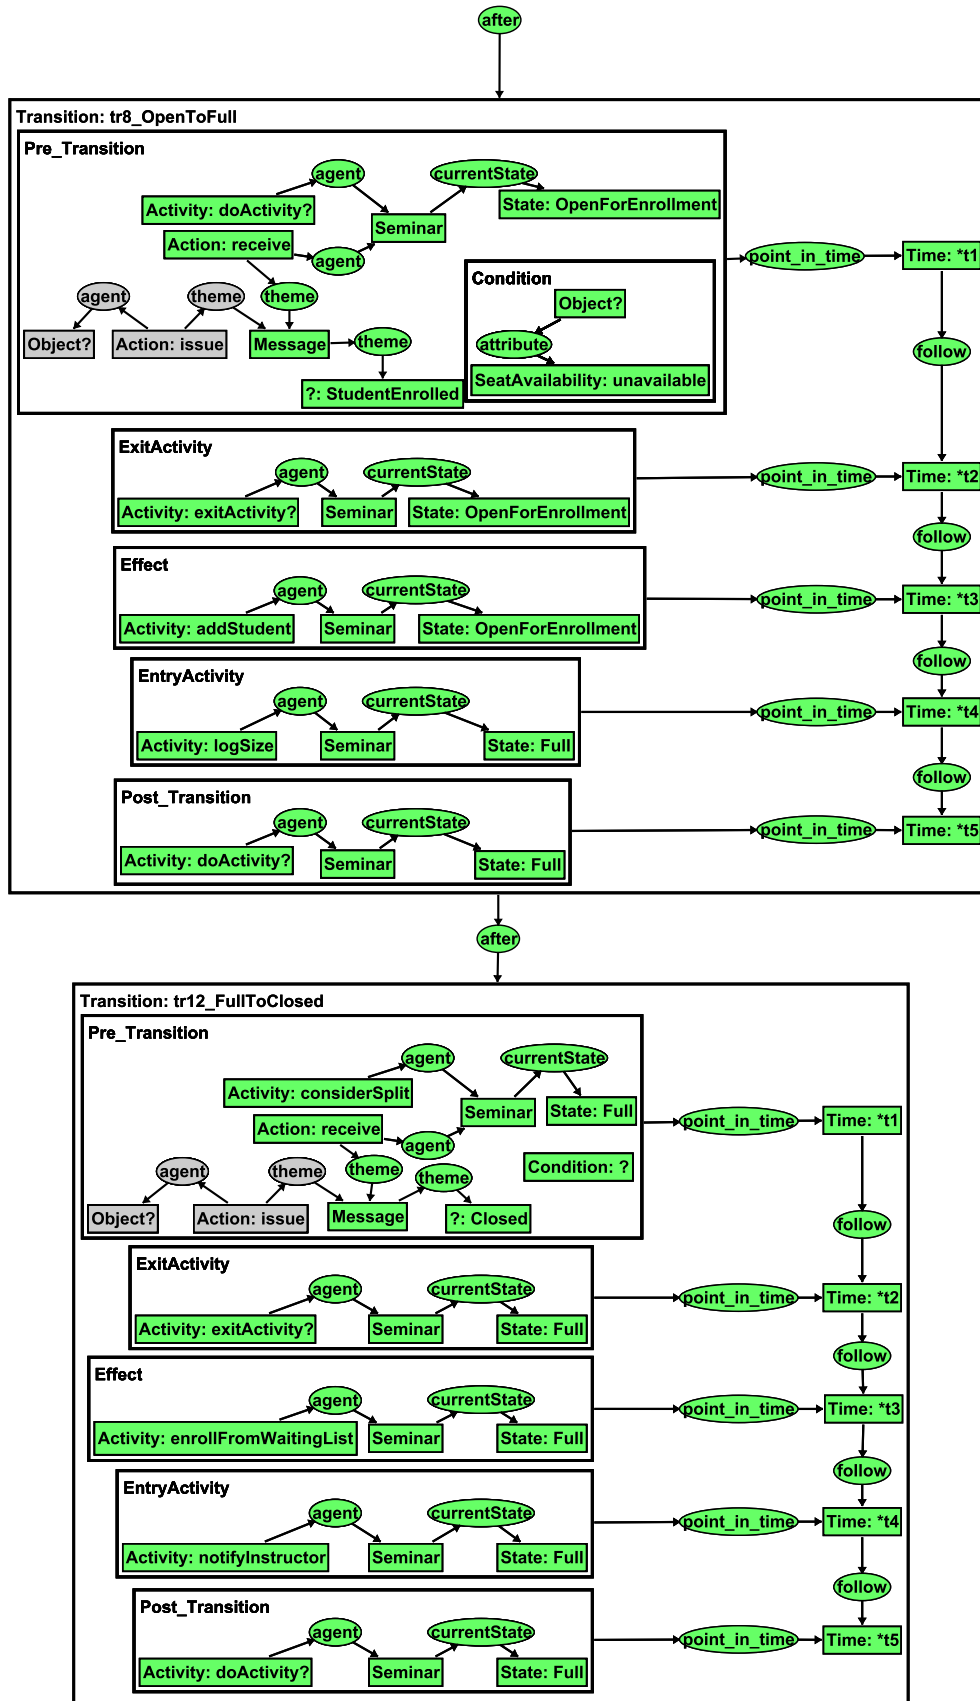 after
Transition: tr8_OpenToFull
Pre_Transition
agent
currentState
Activity: doActivity?
State: OpenForEnrollment
Seminar
Action: receive
agent
point_in_time
Time: *t1
Condition
agent
theme
theme
Object?
Object?
Action: issue
Message
theme
attribute
follow
SeatAvailability: unavailable
?: StudentEnrolled
ExitActivity
agent
currentState
point_in_time
Time: *t2
Activity: exitActivity?
Seminar
State: OpenForEnrollment
follow
Effect
agent
currentState
point_in_time
Time: *t3
Activity: addStudent
Seminar
State: OpenForEnrollment
follow
EntryActivity
agent
currentState
point_in_time
Time: *t4
Activity: logSize
Seminar
State: Full
follow
Post_Transition
agent
currentState
point_in_time
Time: *t5
Activity: doActivity?
Seminar
State: Full
after
Transition: tr12_FullToClosed
Pre_Transition
agent
currentState
Activity: considerSplit
Seminar
State: Full
Action: receive
agent
point_in_time
Time: *t1
Condition: ?
agent
theme
theme
theme
Object?
Action: issue
Message
?: Closed
follow
ExitActivity
agent
currentState
point_in_time
Time: *t2
Activity: exitActivity?
Seminar
State: Full
follow
Effect
agent
currentState
point_in_time
Time: *t3
Activity: enrollFromWaitingList
Seminar
State: Full
follow
EntryActivity
agent
currentState
point_in_time
Time: *t4
Activity: notifyInstructor
Seminar
State: Full
follow
Post_Transition
agent
currentState
point_in_time
Time: *t5
Activity: doActivity?
Seminar
State: Full